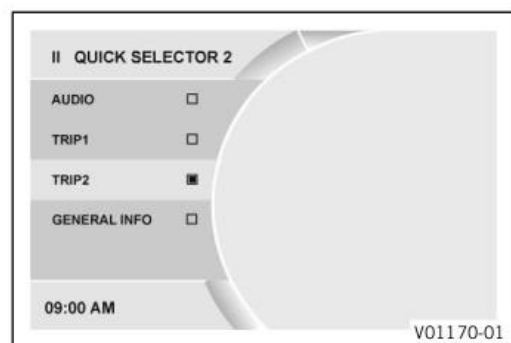 II QUICK SELECTOR 2
AUDIO
TRIP1
TRIP2
GENERAL INFO
09:00 AM
V01170-01